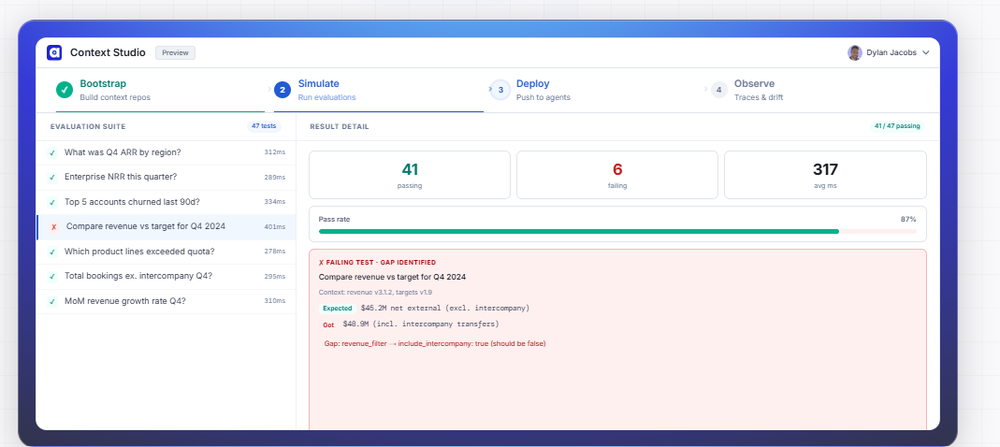 Context Studio Preview Dylan Jacobs
✓ Bootstrap
Build context repos
2 Simulate
Run evaluations
3 Deploy
Push to agents
4 Observe
Traces & drift
EVALUATION SUITE 47 tests
✓ What was Q4 ARR by region? 312ms
✓ Enterprise NRR this quarter? 289ms
✓ Top 5 accounts churned last 90d? 334ms
✗ Compare revenue vs target for Q4 2024 401ms
✓ Which product lines exceeded quota? 278ms
✓ Total bookings ex. intercompany Q4? 295ms
✓ MoM revenue growth rate Q4? 310ms
RESULT DETAIL 41 / 47 passing
41
passing
6
failing
317
avg ms
Pass rate 87%
✗ FAILING TEST · GAP IDENTIFIED
Compare revenue vs target for Q4 2024
Context: revenue v3.1.2, targets v1.9
Expected $45.2M net external (excl. intercompany)
Got $48.9M (incl. intercompany transfers)
Gap: revenue_filter → include_intercompany: true (should be false)